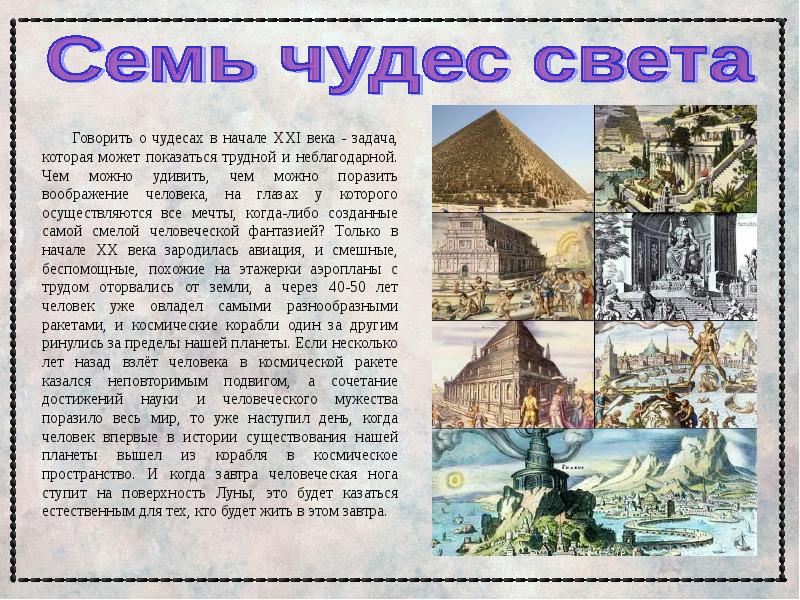 Семь чудес света
Говорить о чудесах в начале XXI века - задача,
которая может показаться трудной и неблагодарной.
Чем можно удивить, чем можно поразить
воображение человека, на глазах у которого
осуществляются все мечты, когда-либо созданные
самой смелой человеческой фантазией? Только в
начале XX века зародилась авиация, и смешные,
беспомощные, похожие на этажерки аэропланы с
трудом оторвались от земли, а через 40-50 лет
человек уже овладел самыми разнообразными
ракетами, и космические корабли один за другим
ринулись за пределы нашей планеты. Если несколько
лет назад взлёт человека в космической ракете
казался неповторимым подвигом, а сочетание
достижений науки и человеческого мужества
поразило весь мир, то уже наступил день, когда
человек впервые в истории существования нашей
планеты вышел из корабля в космическое
пространство. И когда завтра человеческая нога
ступит на поверхность Луны, это будет казаться
естественным для тех, кто будет жить в этом завтра.